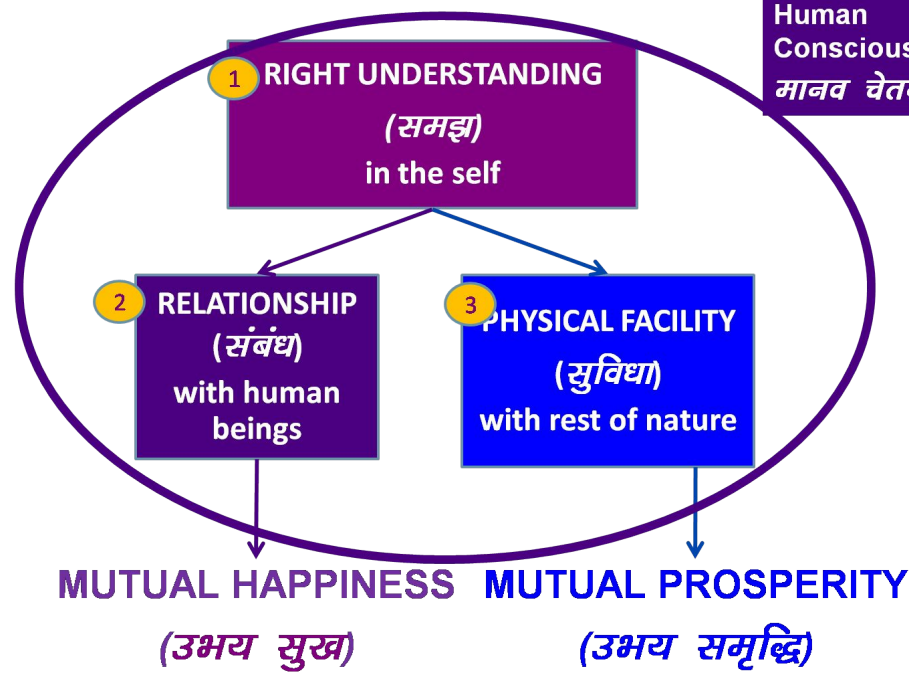 Human
Conscious
मानव चेत
1
RIGHT UNDERSTANDING
(समझ)
in the self
2
RELATIONSHIP
(संबंध)
with human
beings
3
PHYSICAL FACILITY
(सुविधा)
with rest of nature
MUTUAL HAPPINESS
MUTUAL PROSPERITY
(उभय सुख)
(उभय समृद्धि)